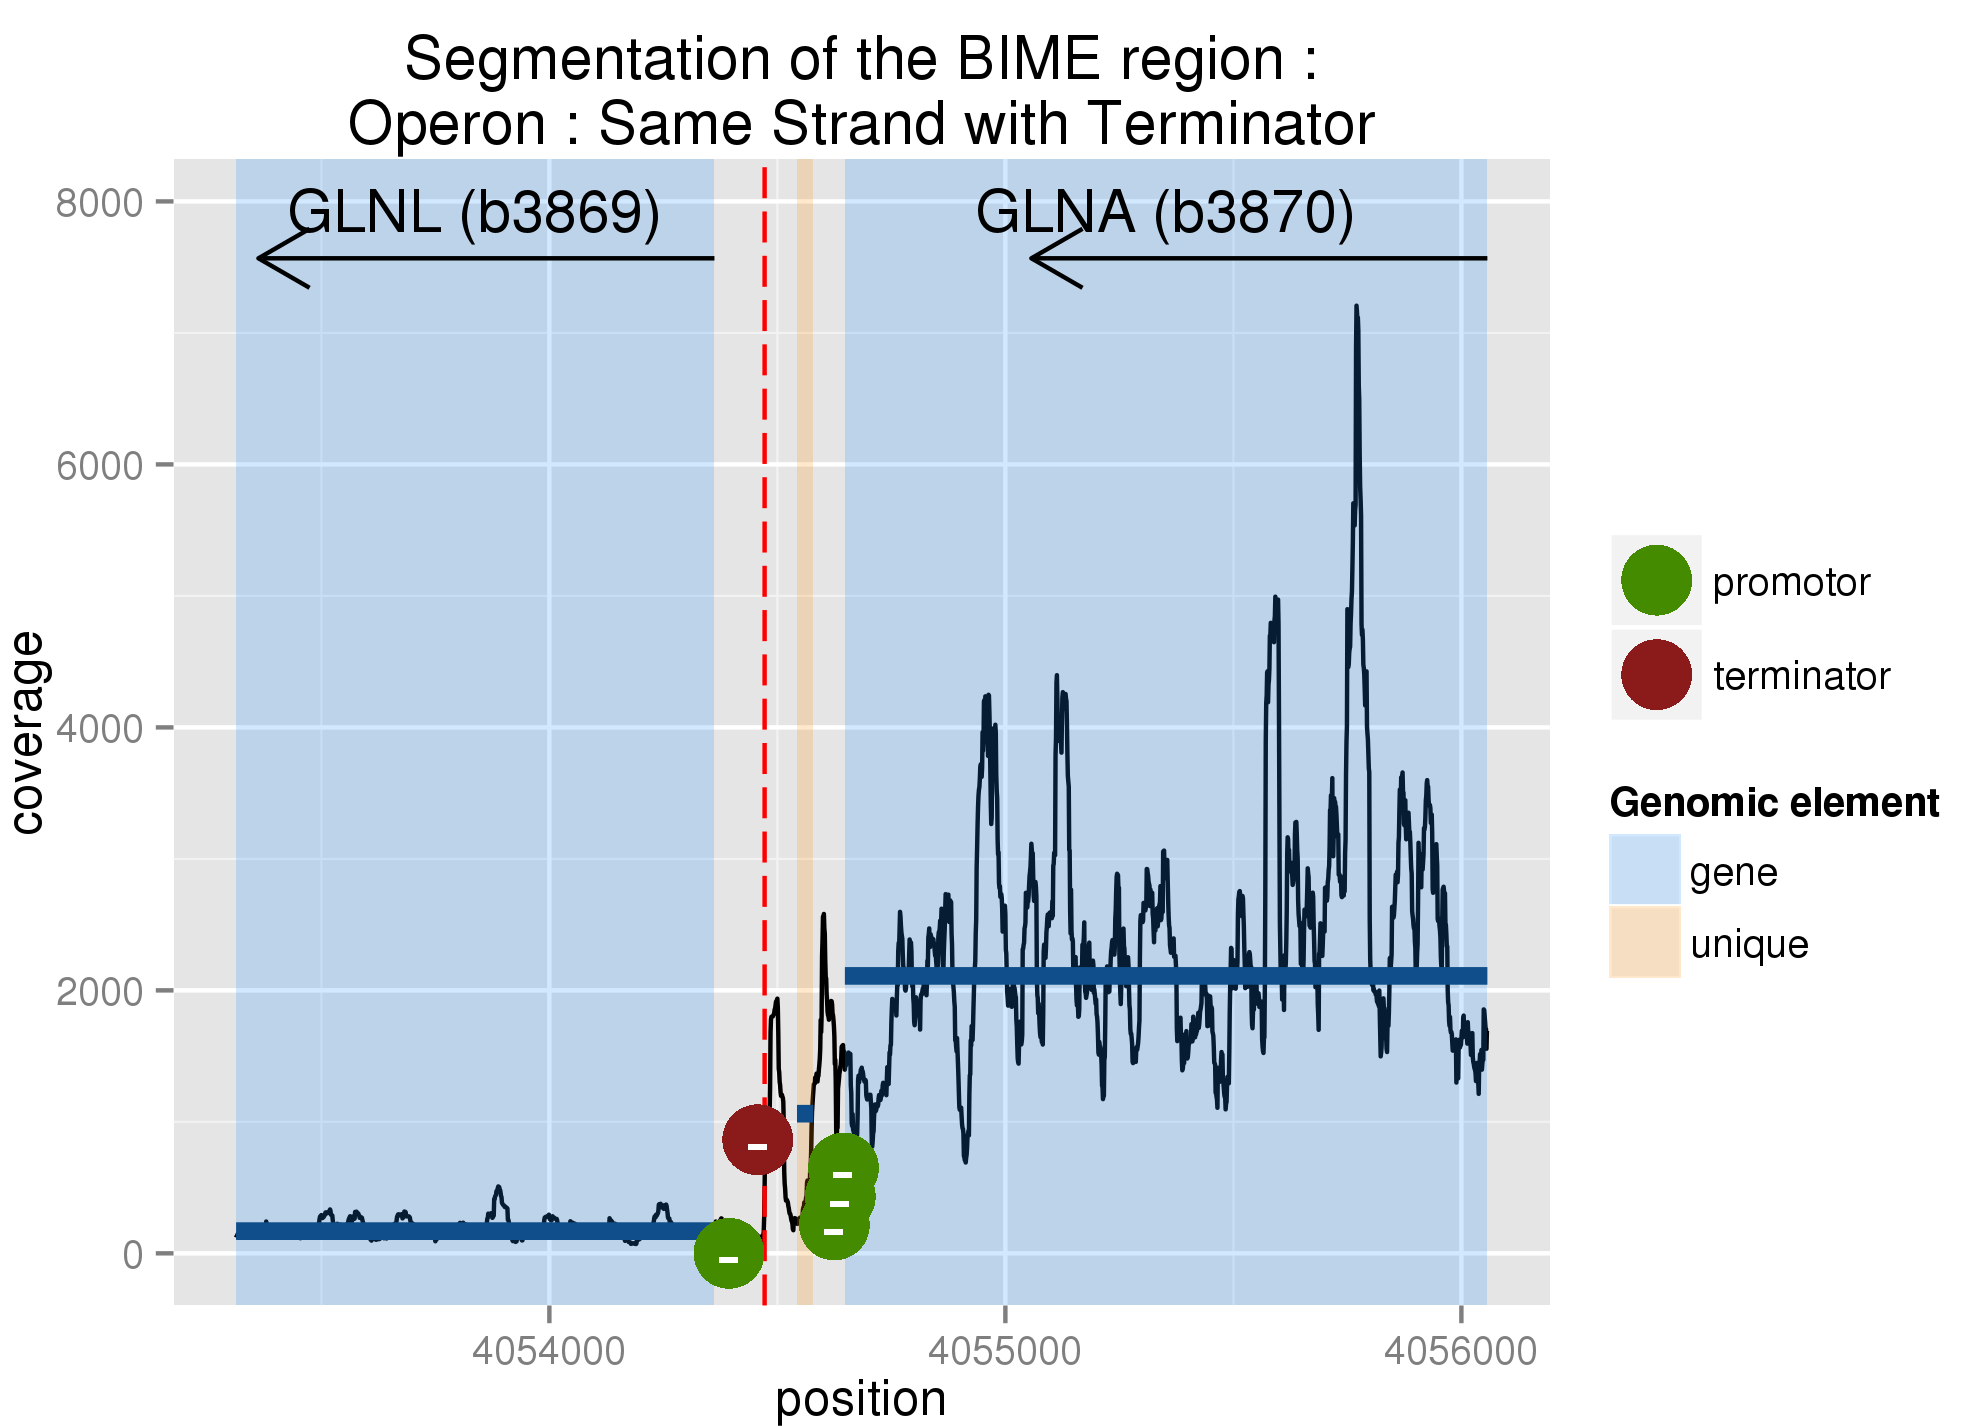 Segmentation of the BIME region :
Operon : Same Strand with Terminator
GLNL (b3869)
GLNA (b3870)
8000
6000
4000
2000
0
coverage
4054000
4055000
4056000
position
promotor
terminator
Genomic element
gene
unique